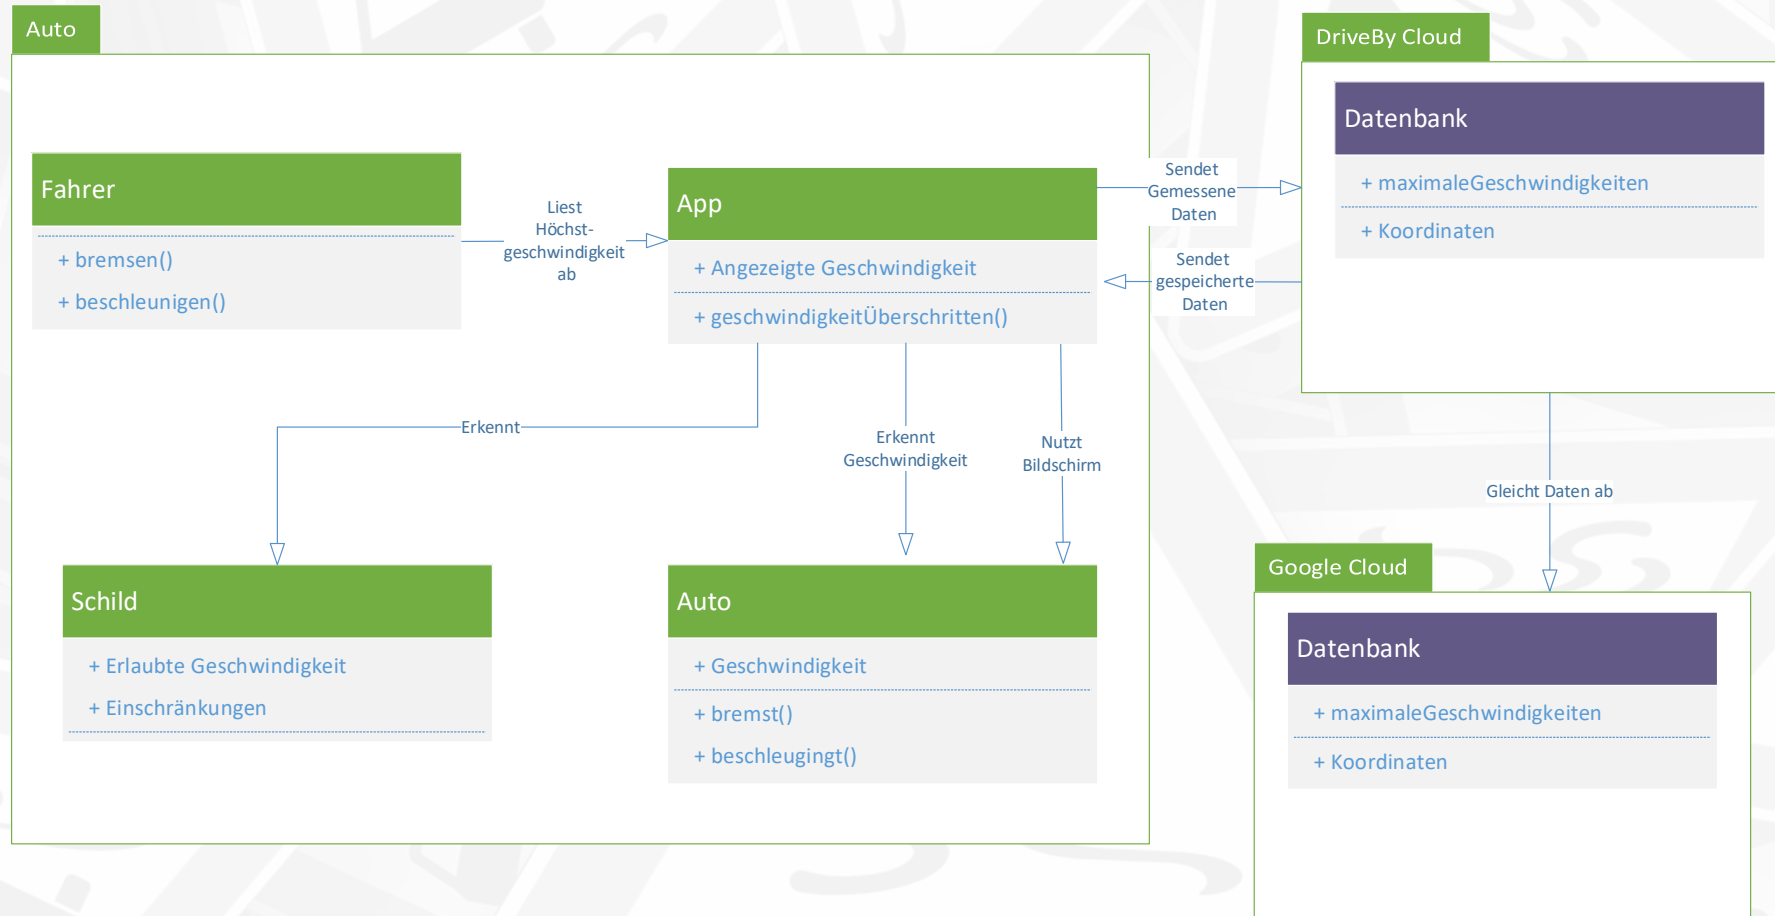 Auto
DriveBy Cloud
Datenbank
+ maximaleGeschwindigkeiten
+ Koordinaten
Fahrer
+ bremsen()
+ beschleunigen()
Liest
Höchst-
geschwindigkeit
ab
App
+ Angezeigte Geschwindigkeit
+ geschwindigkeitÜberschritten()
Sendet
Gemessene
Daten
Sendet
gespeicherte
Daten
Erkennt
Erkennt
Geschwindigkeit
Nutzt
Bildschirm
Gleicht Daten ab
Schild
+ Erlaubte Geschwindigkeit
+ Einschränkungen
Auto
+ Geschwindigkeit
+ bremst()
+ beschleugingt()
Google Cloud
Datenbank
+ maximaleGeschwindigkeiten
+ Koordinaten